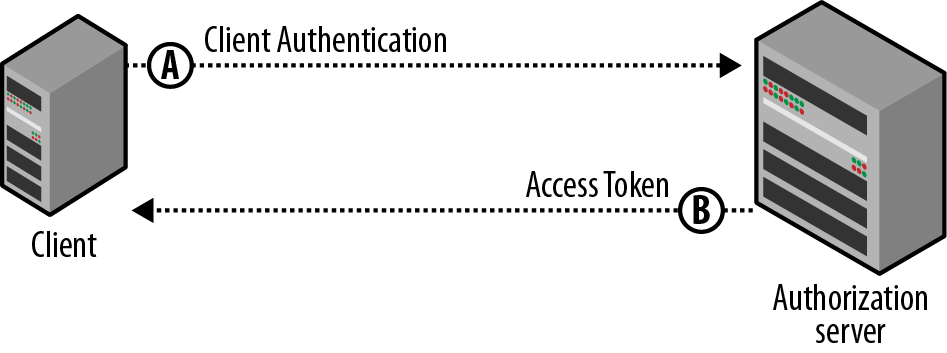 A
Client Authentication
Access Token
B
Client
Authorization
server